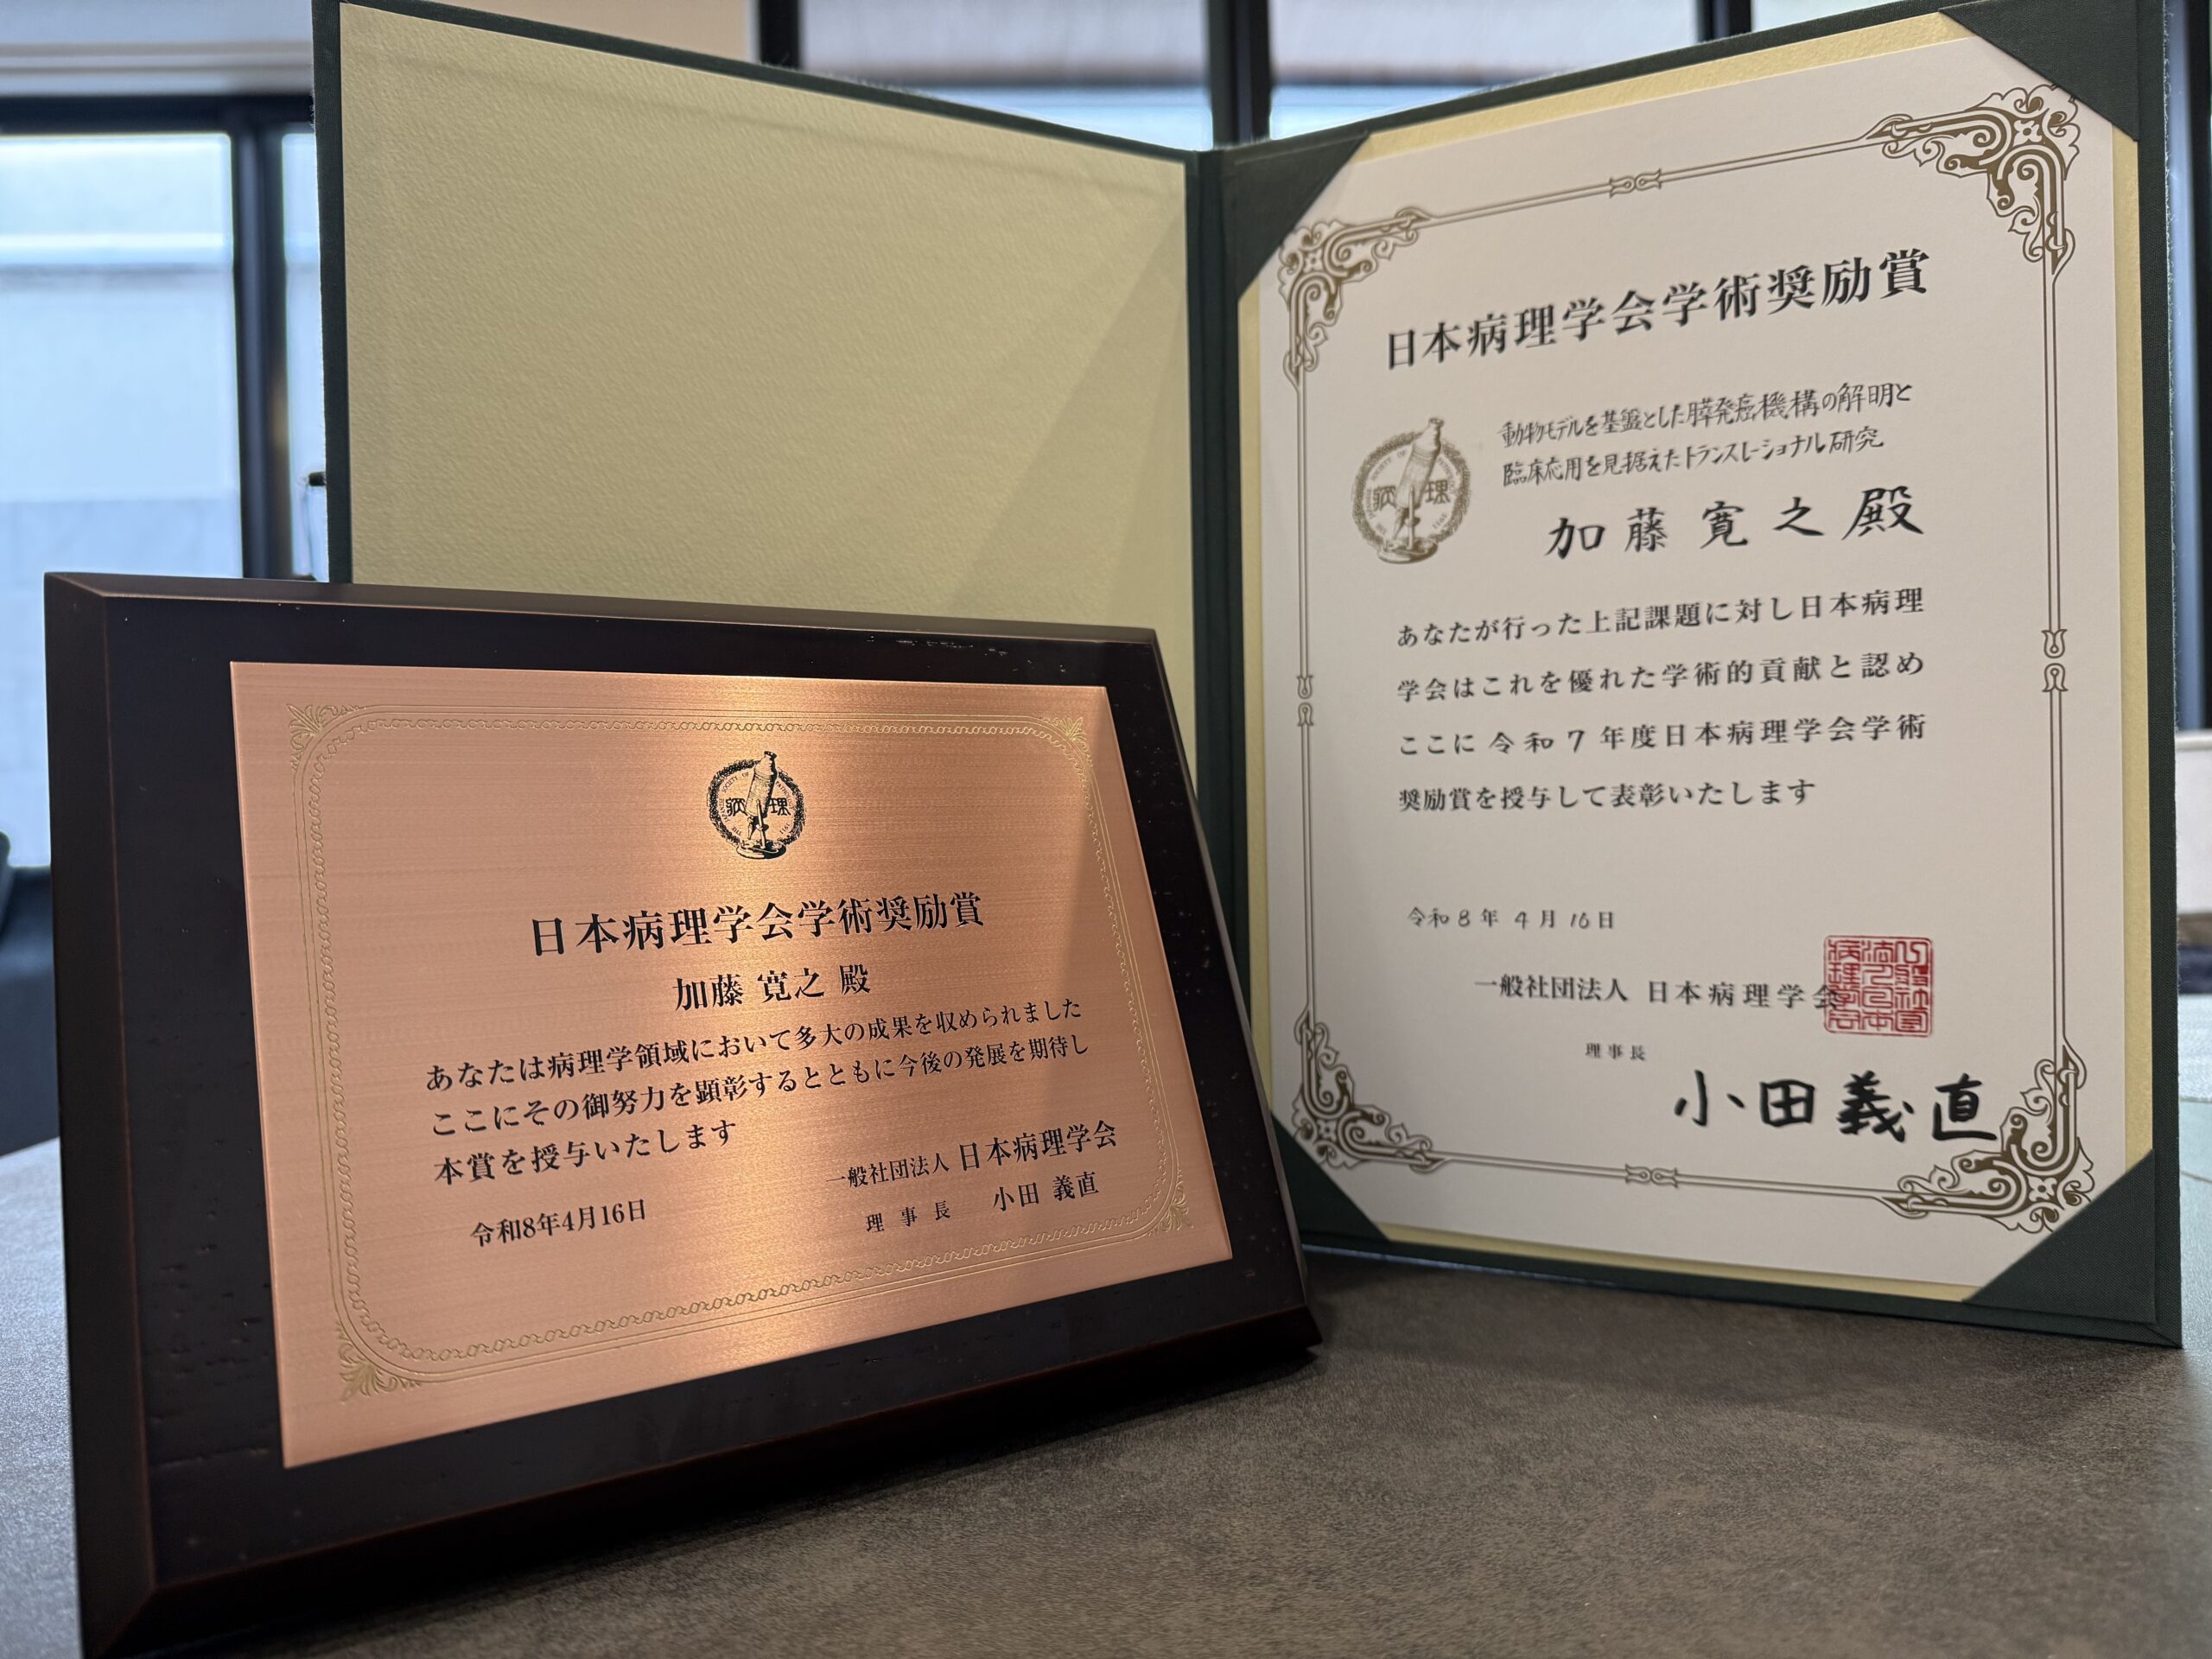 日本病理学会学術奨励賞
加藤 寛之 殿
あなたは病理学領域において多大の成果を収められました
ここにその御努力を顕彰するとともに今後の発展を期待し
本賞を授与いたします
令和8年4月16日
一般社団法人 日本病理学会
理事長 小田 義直
病理
日本病理学会学術奨励賞
動物モデルを基盤とした膵発癌機構の解明と
臨床応用を見据えたトランスレーショナル研究
病理
加藤寛之殿
あなたが行った上記課題に対し日本病理
学会はこれを優れた学術的貢献と認め
ここに令和7年度日本病理学会学術
奨励賞を授与して表彰いたします
令和8年4月16日
一般社団法人 日本病理学会
理事長
小田義直